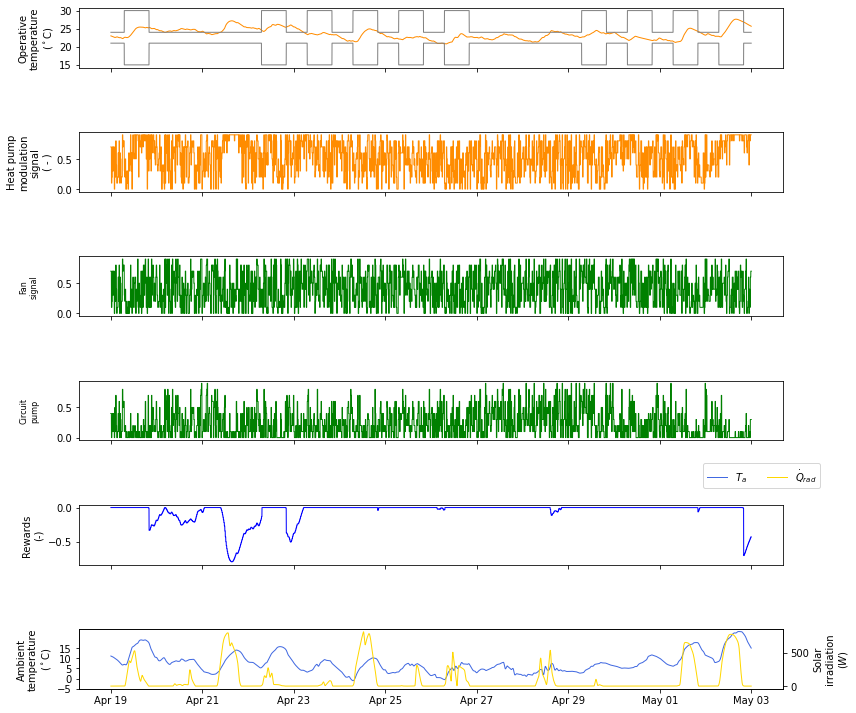 30
25
20
15
Operative
temperature
(°C)
0.5
0.0
Heat pump
modulation
signal
( - )
0.5
0.0
Fan
signal
0.5
0.0
Circuit
pump
T_a
Q̇_rad
0.0
−0.5
Rewards
(-)
15
10
5
0
−5
Ambient
temperature
(°C)
500
0
Solar
irradiation
(W)
Apr 19 Apr 21 Apr 23 Apr 25 Apr 27 Apr 29 May 01 May 03